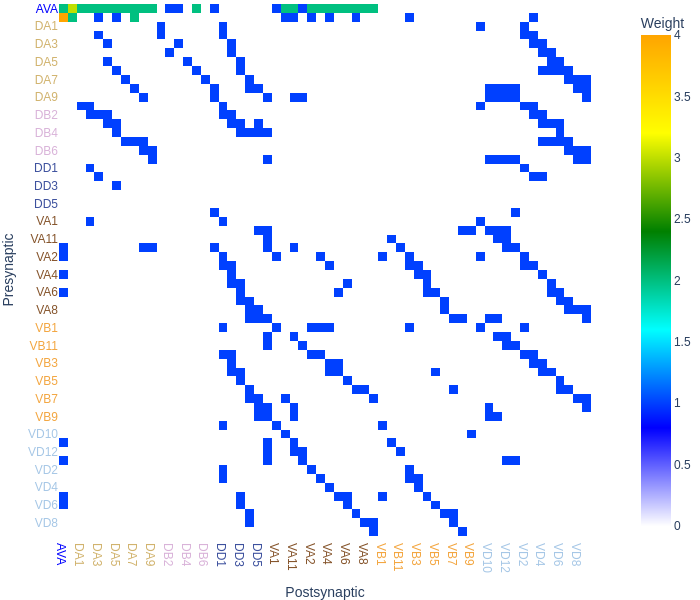 Weight
AVA
DA1
DA3
DA5
DA7
DA9
DB2
DB4
DB6
DD1
DD3
DD5
VA1
VA11
VA2
VA4
VA6
VA8
VB1
VB11
VB3
VB5
VB7
VB9
VD10
VD12
VD2
VD4
VD6
VD8
Presynaptic
4
3.5
3
2.5
2
1.5
1
0.5
0
AVA DA1 DA3 DA5 DA7 DA9 DB2 DB4 DB6 DD1 DD3 DD5 VA1 VA11 VA2 VA4 VA6 VA8 VB1 VB11 VB3 VB5 VB7 VB9 VD10 VD12 VD2 VD4 VD6 VD8
Postsynaptic